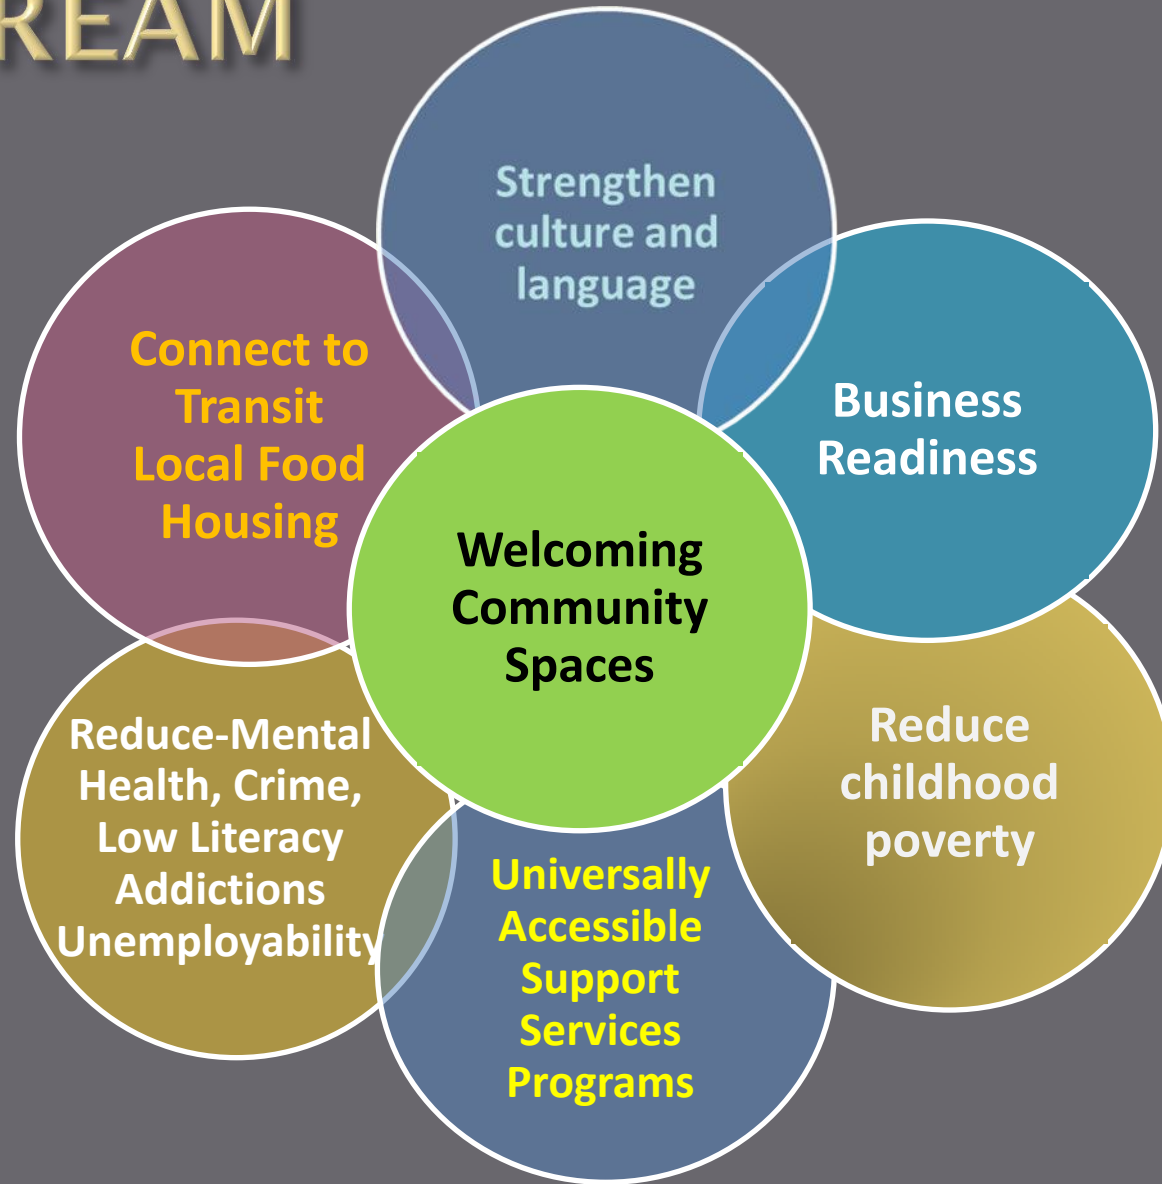 REAM
Strengthen
culture and
language
Connect to
Transit
Local Food
Housing
Business
Readiness
Welcoming
Community
Spaces
Reduce-Mental
Health, Crime,
Low Literacy
Addictions
Unemployability
Reduce
childhood
poverty
Universally
Accessible
Support
Services
Programs